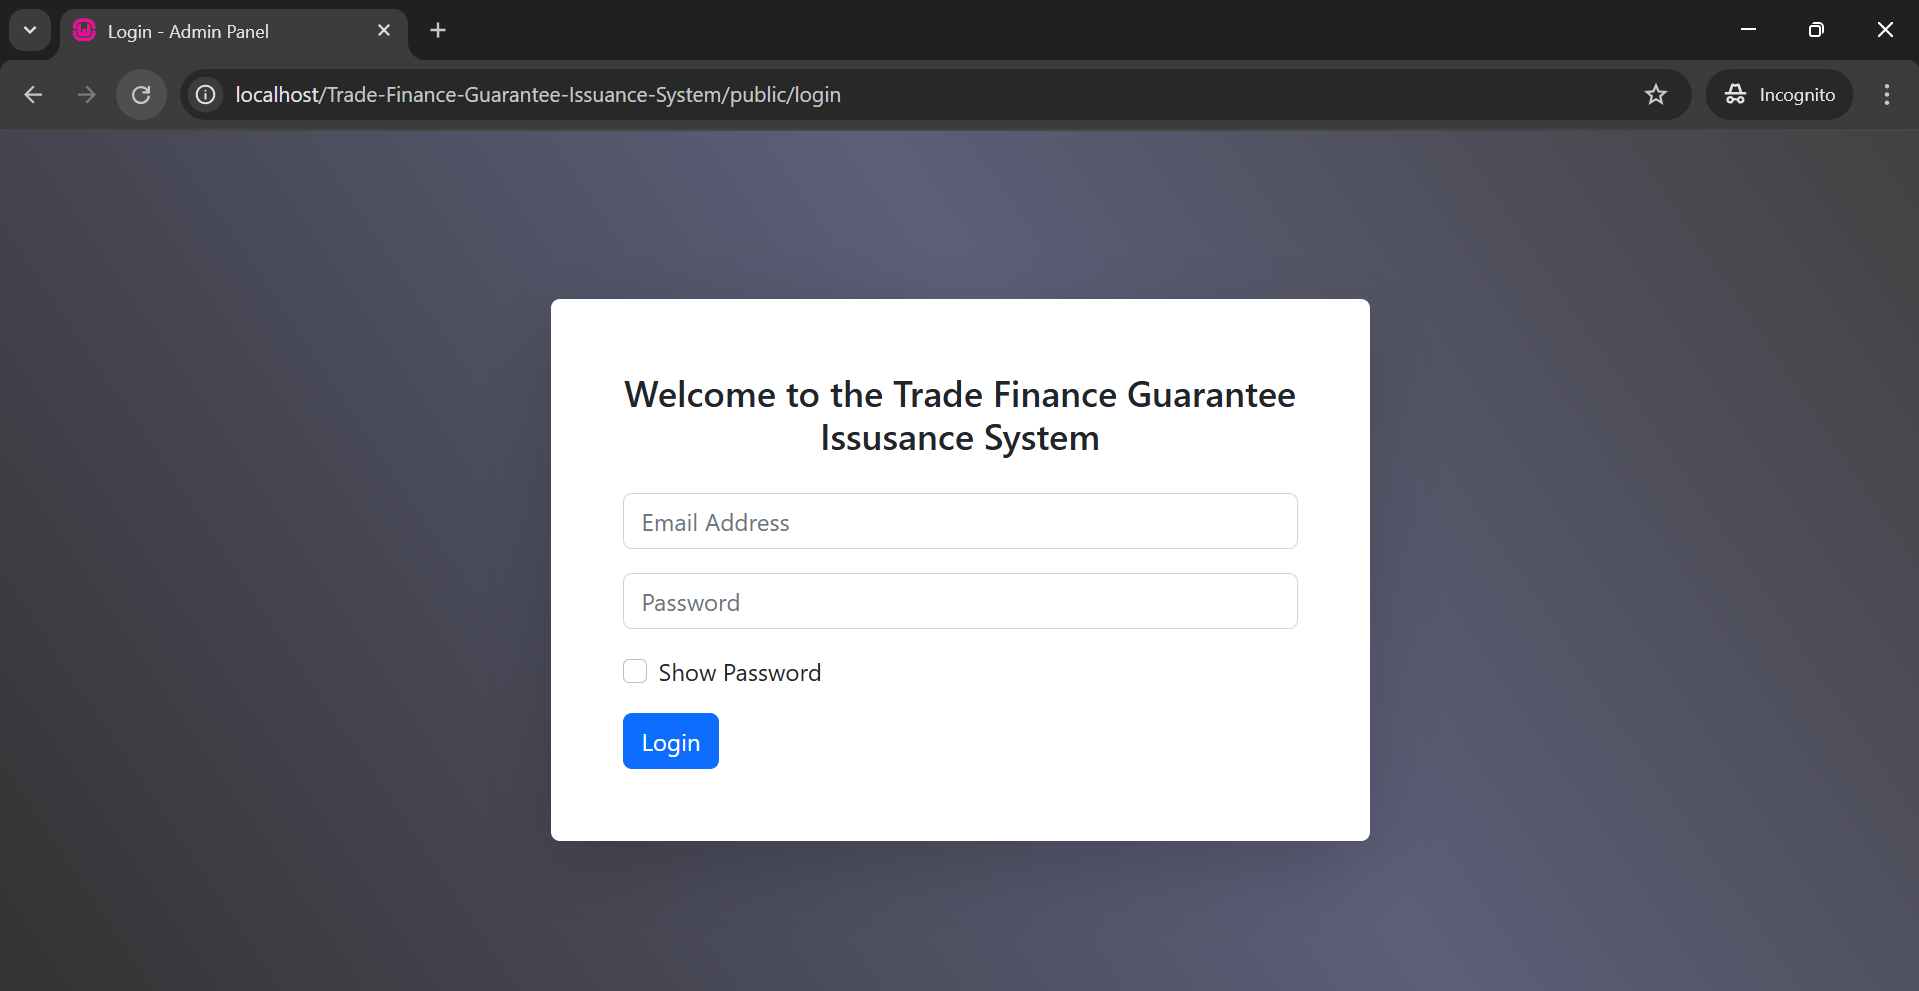 Login - Admin Panel
localhost/Trade-Finance-Guarantee-Issuance-System/public/login
Incognito
Welcome to the Trade Finance Guarantee
Issusance System
Email Address
Password
Show Password
Login